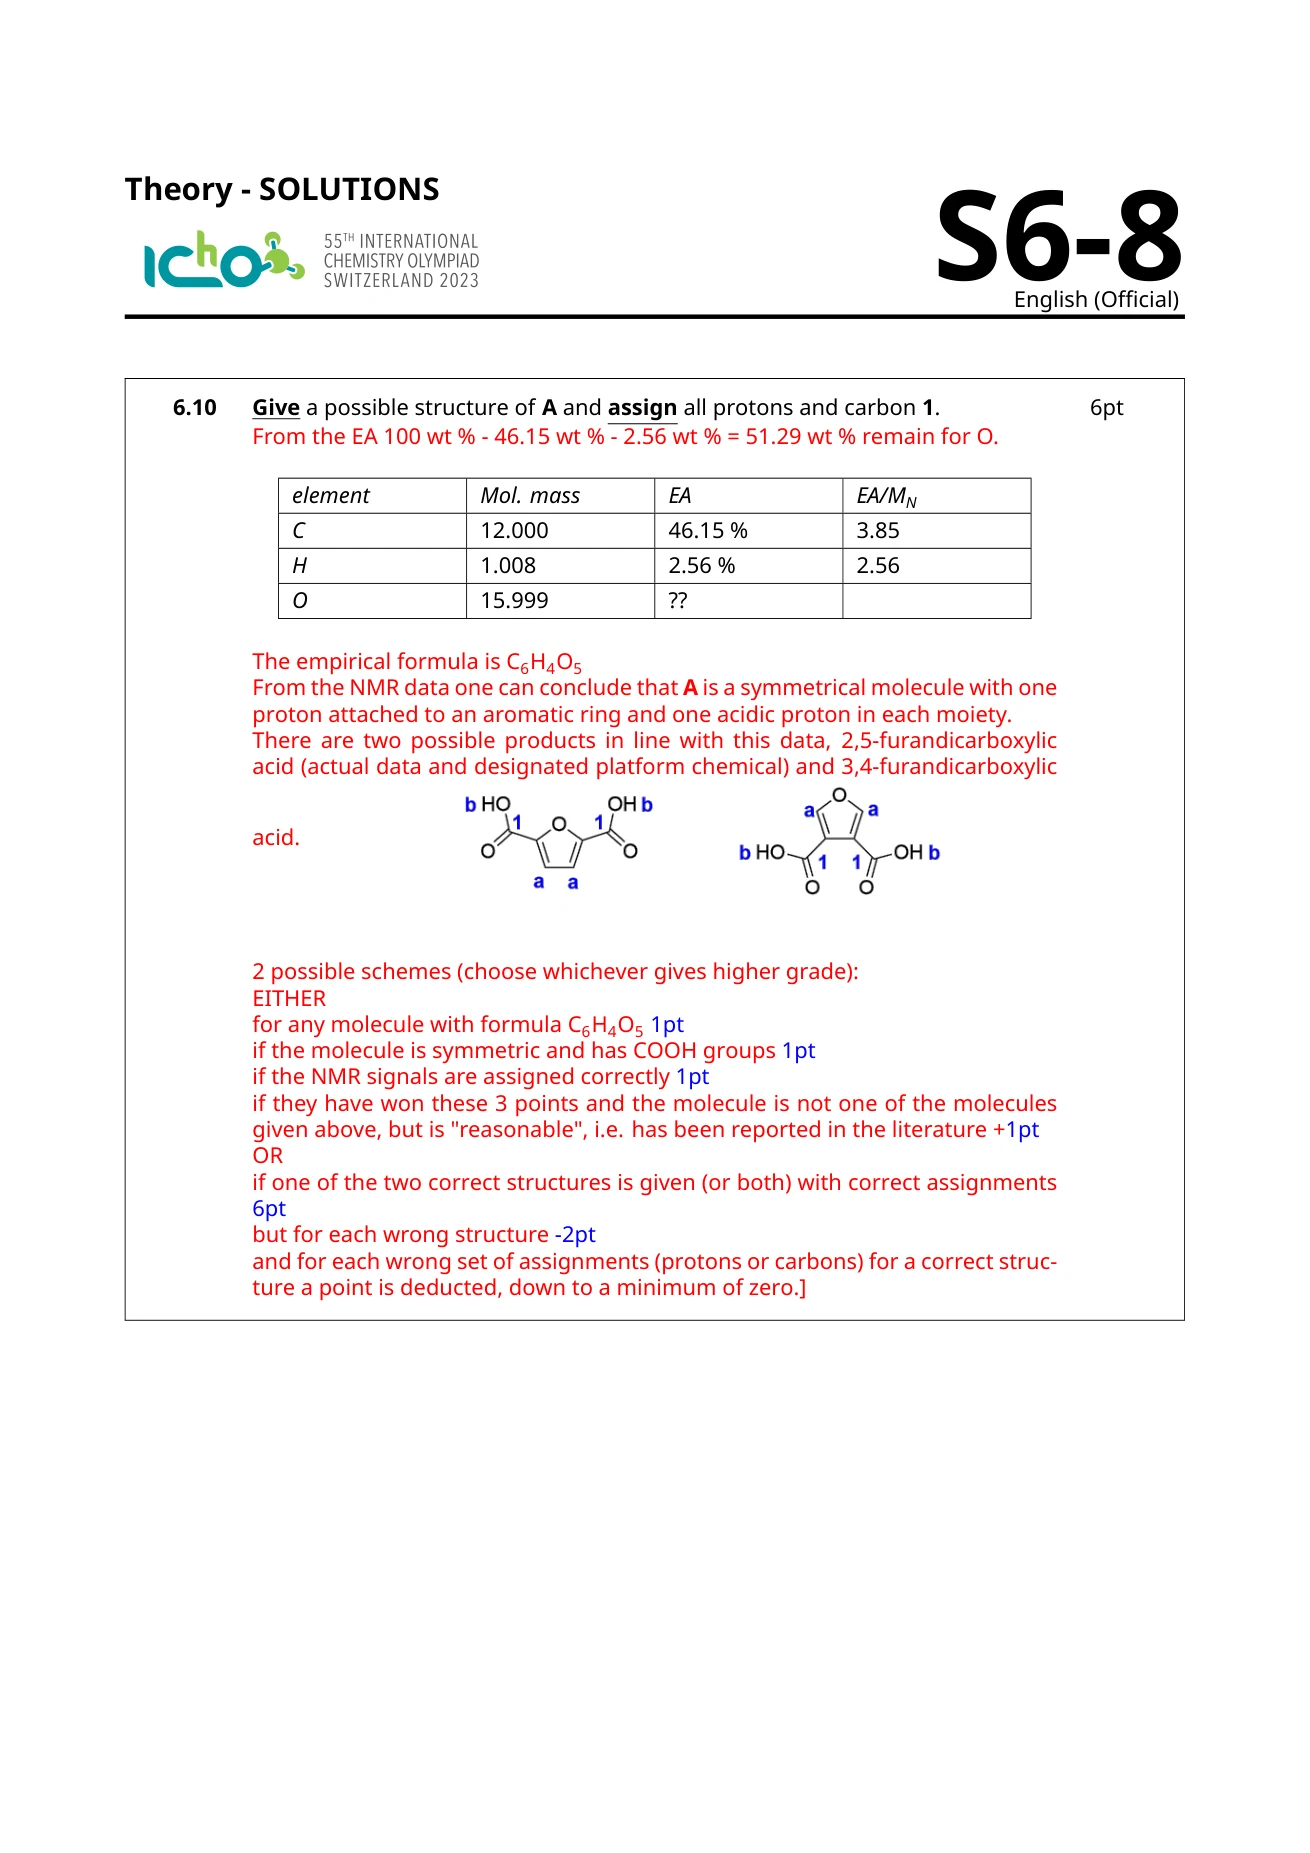 Theory - SOLUTIONS
Icho
55TH INTERNATIONAL
CHEMISTRY OLYMPIAD
SWITZERLAND 2023
S6-8
English (Official)
6.10 Give a possible structure of A and assign all protons and carbon 1. 6pt
From the EA 100 wt % - 46.15 wt % - 2.56 wt % = 51.29 wt % remain for O.
element Mol. mass EA EA/M_N
C 12.000 46.15 % 3.85
H 1.008 2.56 % 2.56
O 15.999 ??
The empirical formula is C6H4O5
From the NMR data one can conclude that A is a symmetrical molecule with one
proton attached to an aromatic ring and one acidic proton in each moiety.
There are two possible products in line with this data, 2,5-furandicarboxylic
acid (actual data and designated platform chemical) and 3,4-furandicarboxylic
acid.
b HO OH b
1 O 1
O O
a a
O
a a
b HO OH b
1 1
O O
2 possible schemes (choose whichever gives higher grade):
EITHER
for any molecule with formula C6H4O5 1pt
if the molecule is symmetric and has COOH groups 1pt
if the NMR signals are assigned correctly 1pt
if they have won these 3 points and the molecule is not one of the molecules
given above, but is "reasonable", i.e. has been reported in the literature +1pt
OR
if one of the two correct structures is given (or both) with correct assignments
6pt
but for each wrong structure -2pt
and for each wrong set of assignments (protons or carbons) for a correct struc-
ture a point is deducted, down to a minimum of zero.]